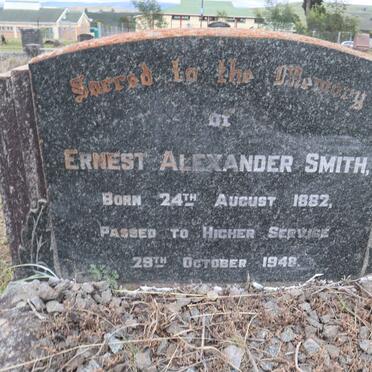 Sacred to the Memory
OF
ERNEST ALEXANDER SMITH,
BORN 24TH AUGUST 1882,
PASSED TO HIGHER SERVICE
29TH OCTOBER 1948.